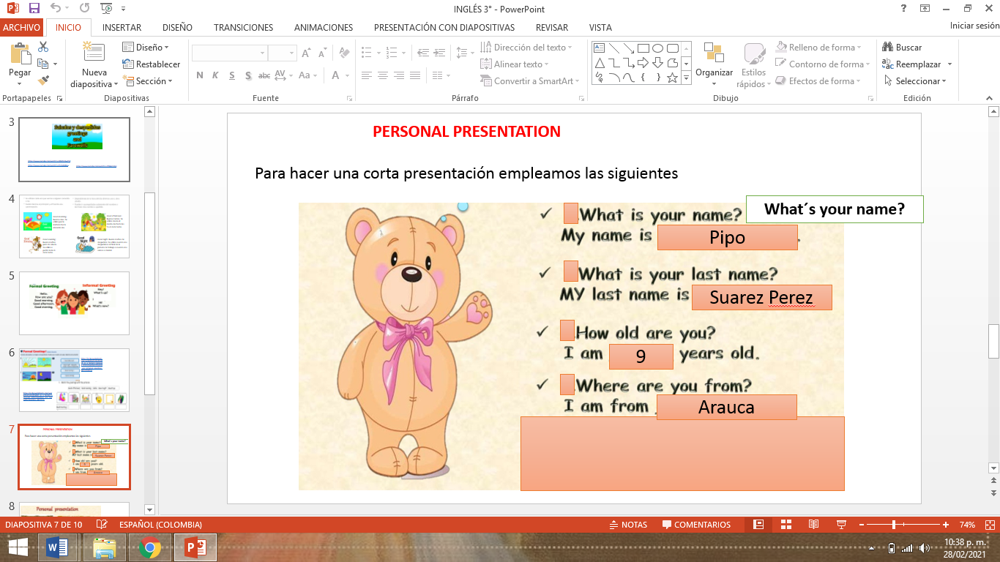 INGLÉS 3° - PowerPoint
ARCHIVO INICIO INSERTAR DISEÑO TRANSICIONES ANIMACIONES PRESENTACIÓN CON DIAPOSITIVAS REVISAR VISTA Iniciar sesión
Pegar
Nueva
diapositiva
Diseño
Restablecer
Sección
N K S S abc AV Aa A
Dirección del texto
Alinear texto
Convertir a SmartArt
Organizar
Estilos
rápidos
Relleno de forma
Contorno de forma
Efectos de forma
Buscar
Reemplazar
Seleccionar
Portapapeles Diapositivas Fuente Párrafo Dibujo Edición
3
Saludos y despedidas
greetings
and
4
5
Formal Greeting Informal Greeting
6
7
8
Personal presentation
PERSONAL PRESENTATION
Para hacer una corta presentación empleamos las siguientes
What´s your name?
What is your name?
My name is Pipo .
What is your last name?
MY last name is Suarez Perez
How old are you?
I am 9 years old.
Where are you from?
I am from Arauca
DIAPOSITIVA 7 DE 10 ESPAÑOL (COLOMBIA) NOTAS COMENTARIOS 74%
10:38 p. m.
28/02/2021